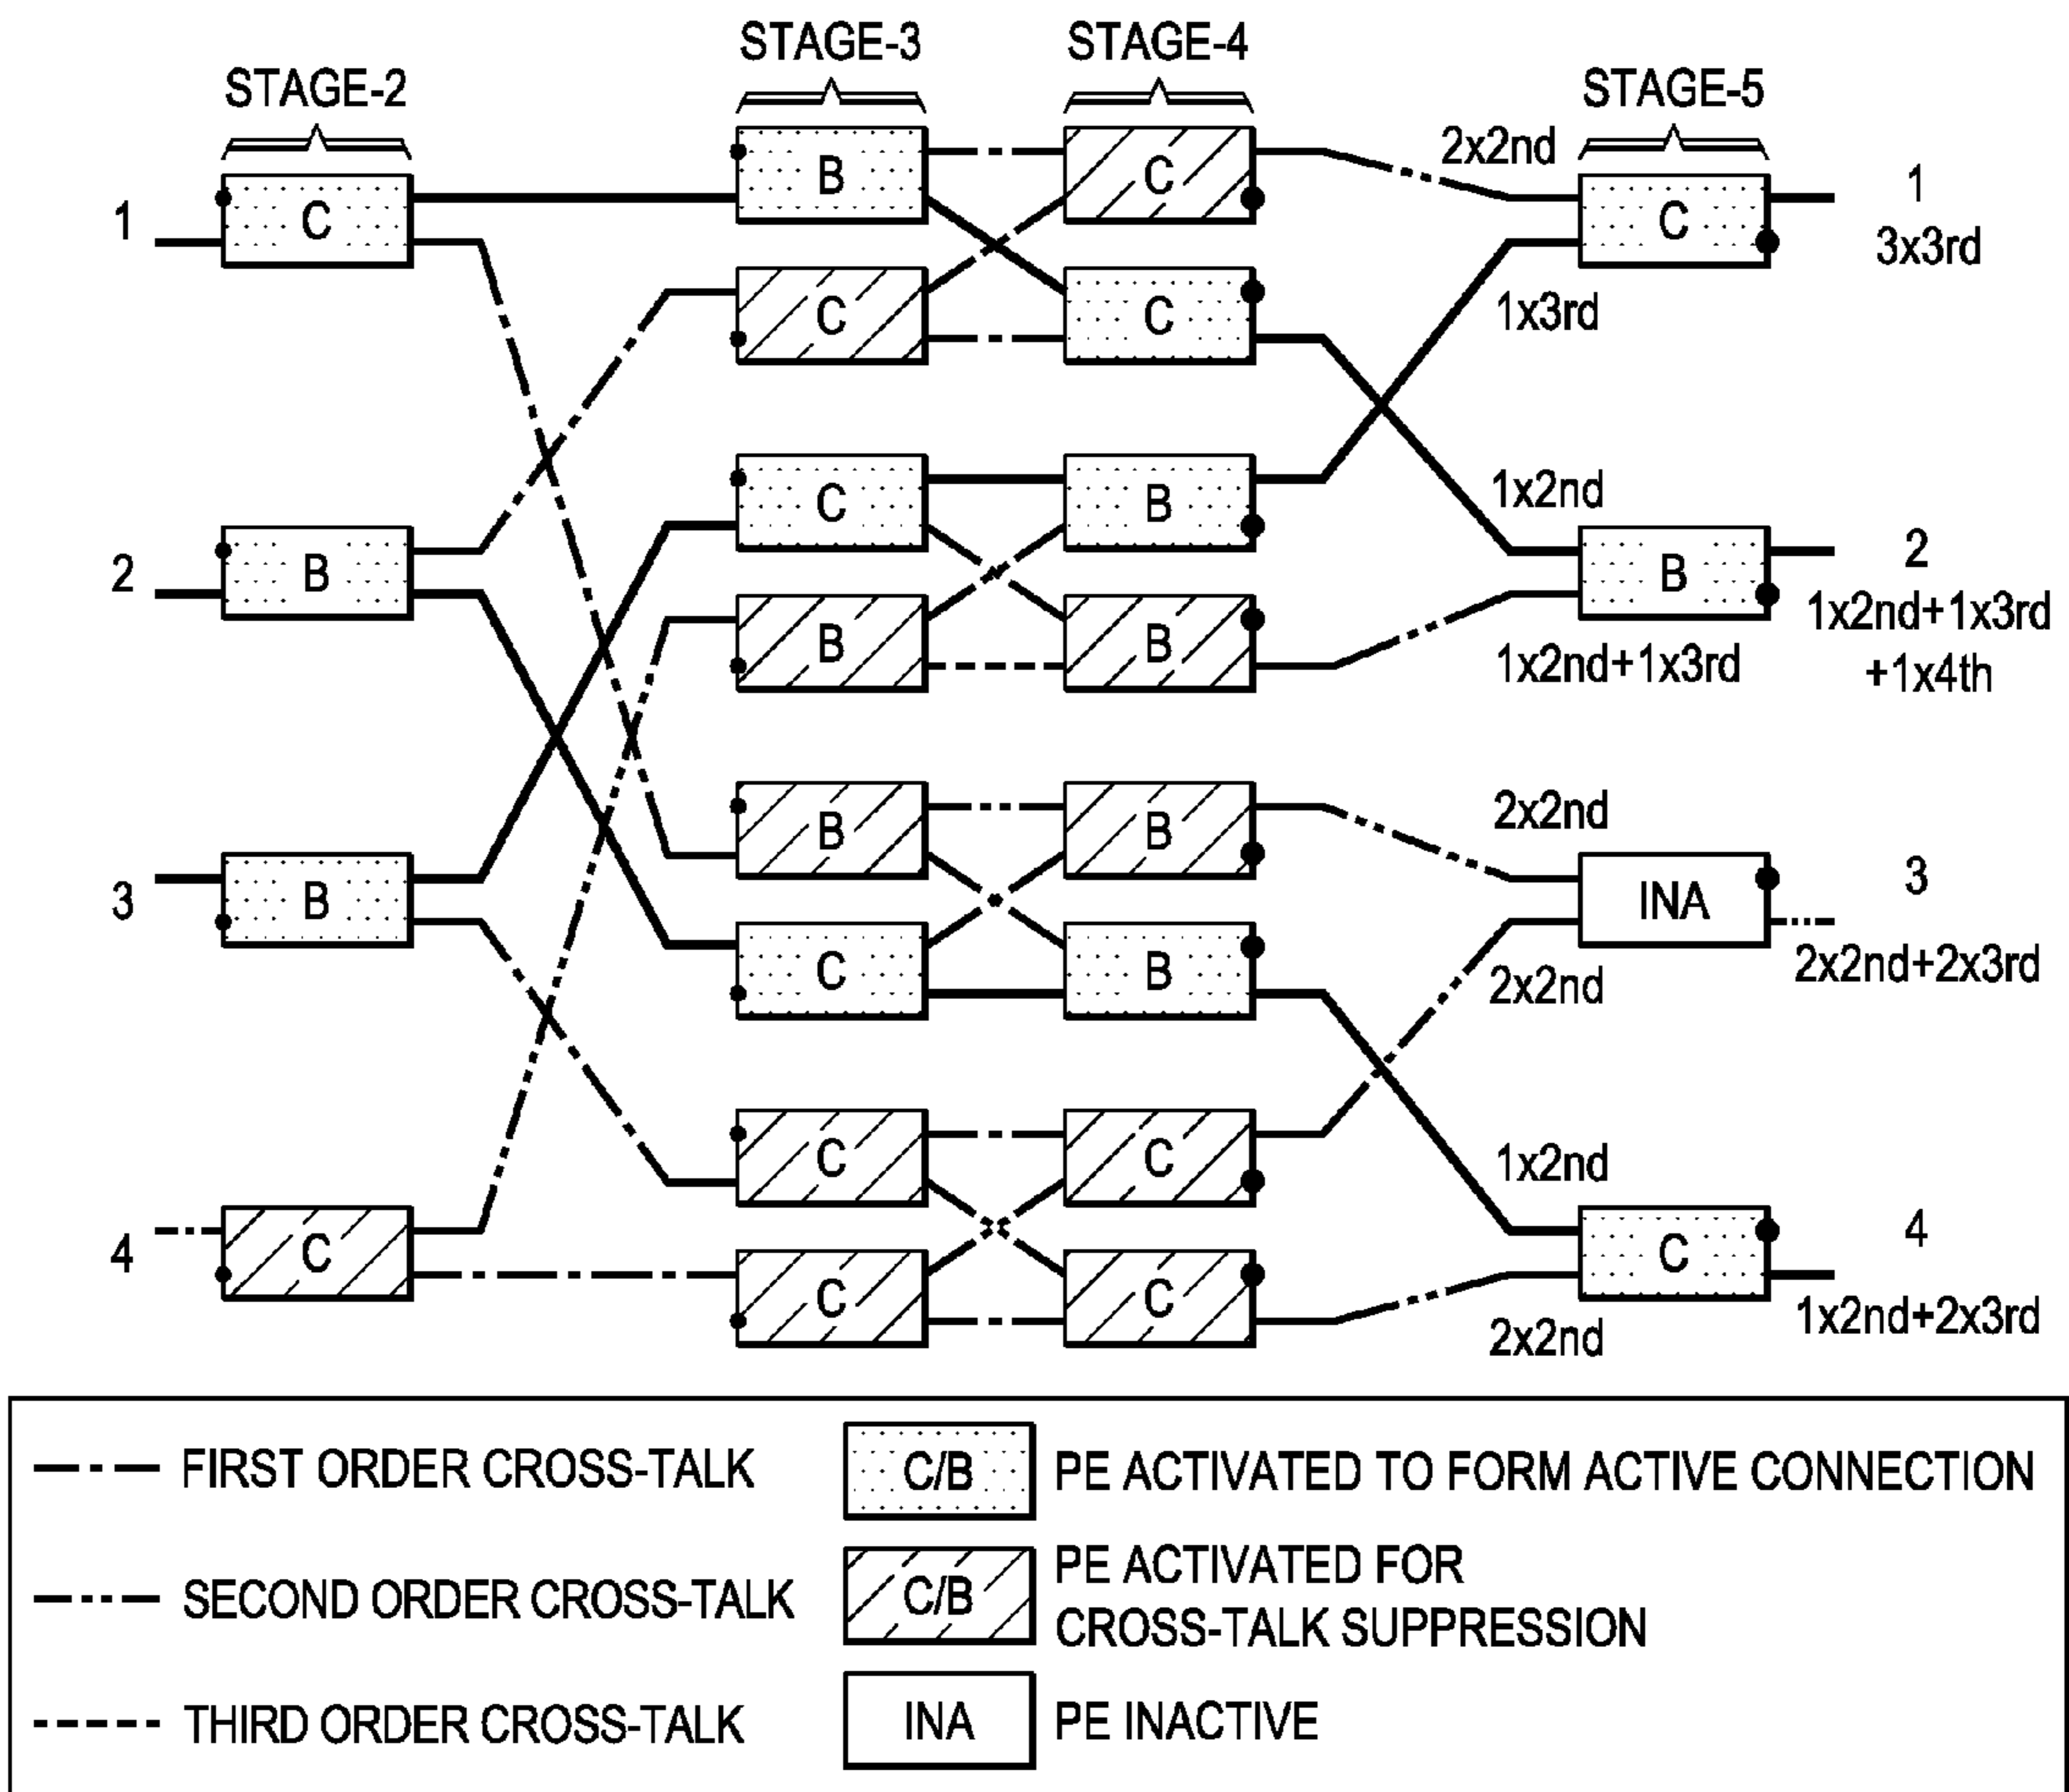 STAGE-3 STAGE-4
STAGE-2 STAGE-5
B C 2x2nd
1 C C 1
3x3rd
C C 1x3rd
C B 1x2nd
2 B B 2
1x2nd+1x3rd
+1x4th
B B 1x2nd+1x3rd
B B 2x2nd
3 B INA 3
2x2nd+2x3rd
C B 2x2nd
C C 1x2nd
4 C C 4
1x2nd+2x3rd
C C 2x2nd
FIRST ORDER CROSS-TALK C/B PE ACTIVATED TO FORM ACTIVE CONNECTION
SECOND ORDER CROSS-TALK C/B PE ACTIVATED FOR
CROSS-TALK SUPPRESSION
THIRD ORDER CROSS-TALK INA PE INACTIVE